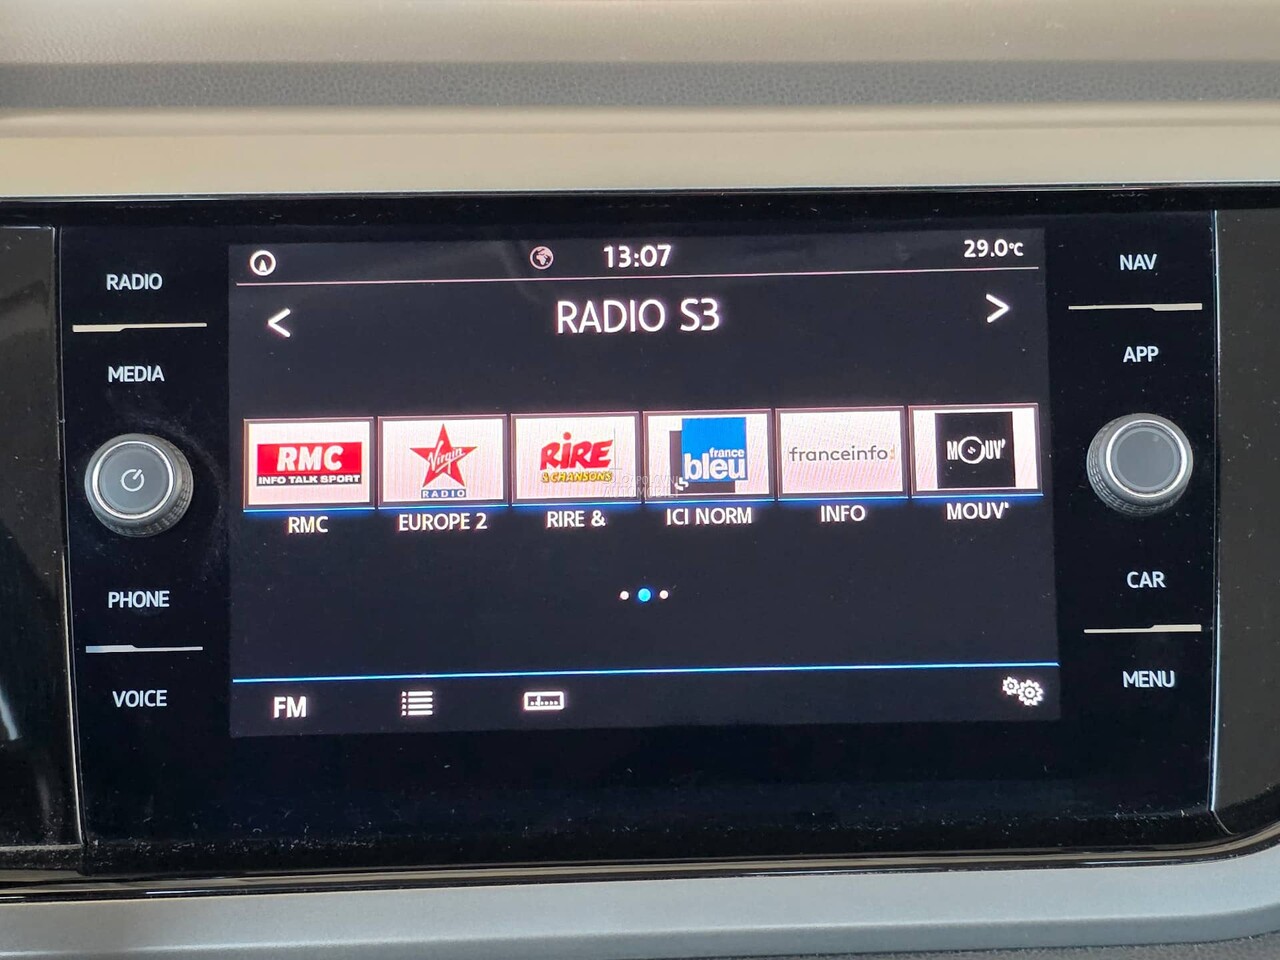 RADIO
MEDIA
PHONE
VOICE
13:07
29.0°C
< RADIO S3 >
RMC
INFO TALK SPORT
Virgin
RADIO
RIRE
& CHANSONS
france
bleu
franceinfo:
MOUV'
RMC
EUROPE 2
RIRE &
ICI NORM
INFO
MOUV'
FM
NAV
APP
CAR
MENU